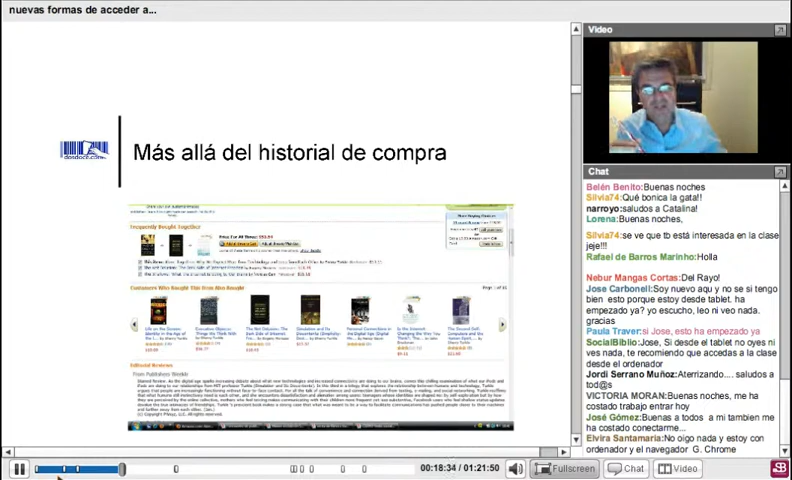 nuevas formas de acceder a...
Video
Más allá del historial de compra
dosdoce.com
Frequently Bought Together
Customers Who Bought This Item Also Bought
Editorial Reviews
Chat
Belén Benito:Buenas noches
Silvia74:Qué bonica la gata!!
narroyo:saludos a Catalina!
Lorena:Buenas noches,
Silvia74:se ve que tb está interesada en la clase
jeje!!!
Rafael de Barros Marinho:Holla
Nebur Mangas Cortas:Del Rayo!
Jose Carbonell:Soy nuevo aqu y no se si tengo
bien  esto porque estoy desde tablet. ha
empezado ya? yo escucho, leo ni veo nada.
gracias
Paula Traver:si Jose, esto ha empezado ya
SocialBiblio:Jose, Si desde el tablet no oyes ni
ves nada, te recomiendo que accedas a la clase
desde el ordenador
Jordi Serrano Muñoz:Aterrizando.... saludos a
tod@s
VICTORIA MORAN:Buenas noches, me
ha costado trabajo entrar hoy
José Gómez:Buenas a todos  a mi tambien me
ha costado conectarme...
Elvira Santamaria:No oigo nada y estoy con
ordenador y el navegador  G. Chrome
00:18:34 / 01:21:50
Fullscreen
Chat
Video